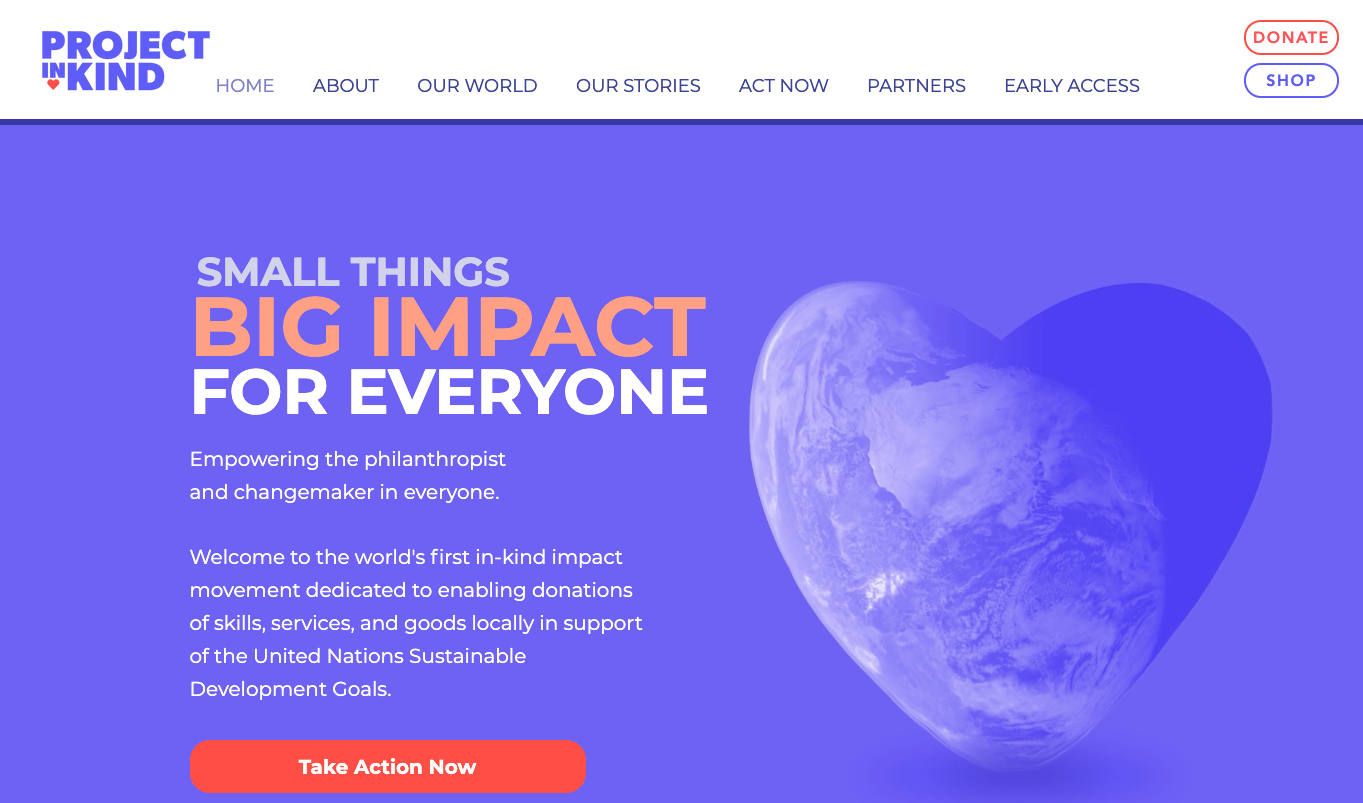 PROJECT
IN KIND
HOME ABOUT OUR WORLD OUR STORIES ACT NOW PARTNERS EARLY ACCESS
DONATE
SHOP
SMALL THINGS
BIG IMPACT
FOR EVERYONE
Empowering the philanthropist
and changemaker in everyone.
Welcome to the world's first in-kind impact
movement dedicated to enabling donations
of skills, services, and goods locally in support
of the United Nations Sustainable
Development Goals.
Take Action Now